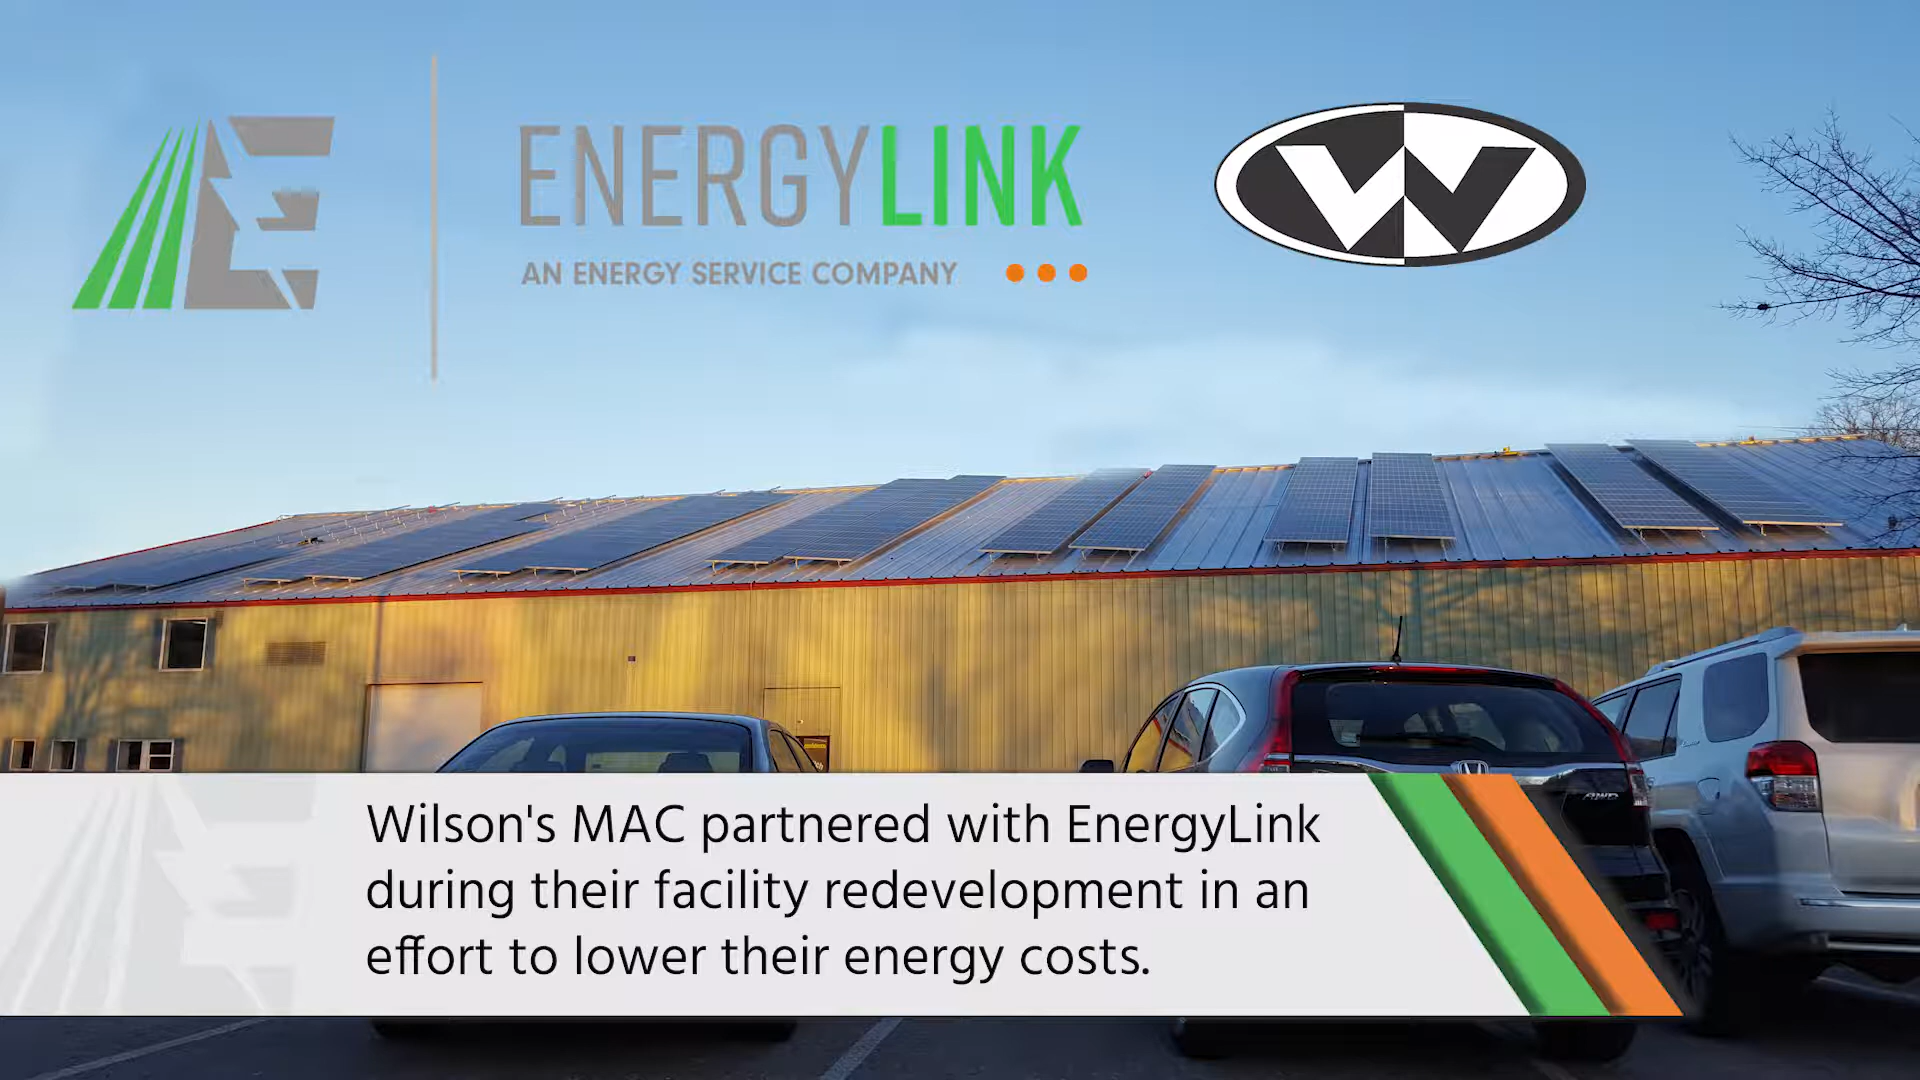 ENERGYLINK
AN ENERGY SERVICE COMPANY
W
Wilson's MAC partnered with EnergyLink
during their facility redevelopment in an
effort to lower their energy costs.
AWD